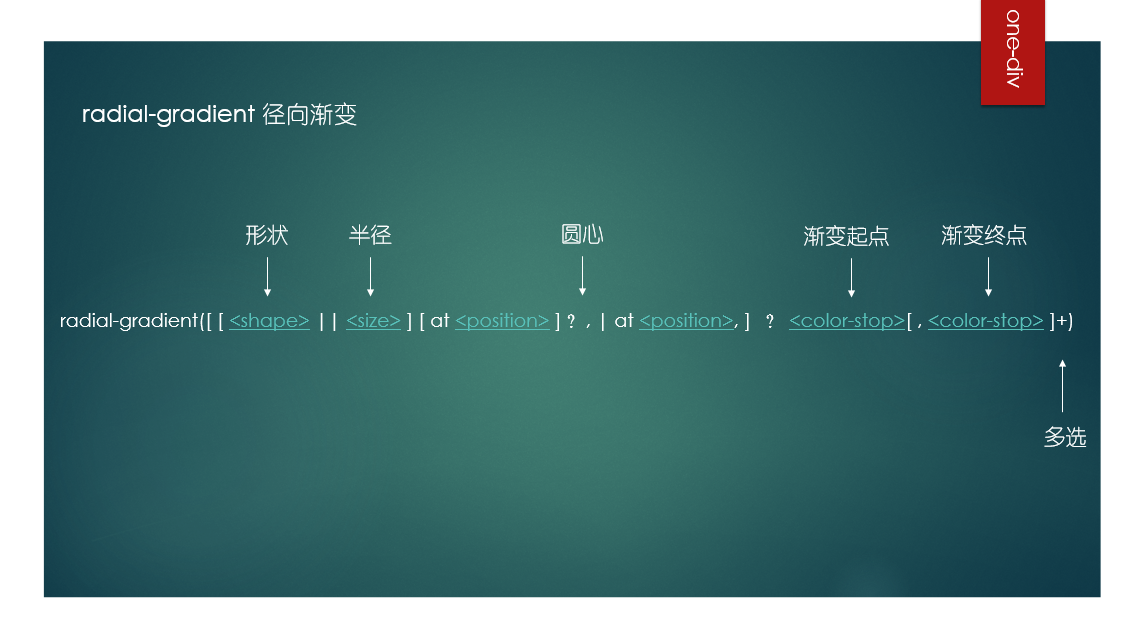 one-div
radial-gradient 径向渐变
形状 半径 圆心 渐变起点 渐变终点
radial-gradient([ [ <shape> || <size> ] [ at <position> ] ? , | at <position>, ] ? <color-stop>[ , <color-stop> ]+)
多选